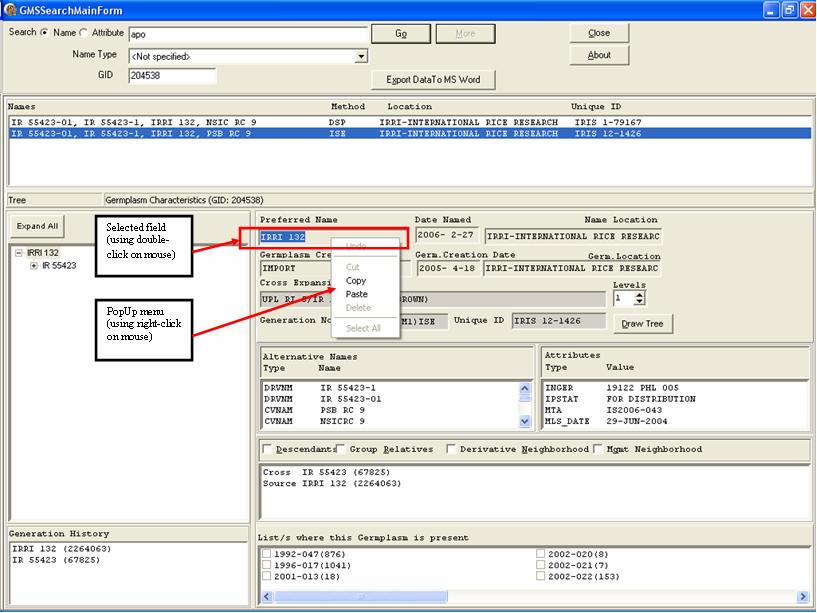 GMSSearchMainForm
Search Name Attribute apo Go More Close
Name Type <Not specified> About
GID 204538 Export DataTo MS Word
Names Method Location Unique ID
IR 55423-01, IR 55423-1, IRRI 132, NSIC RC 9 DSP IRRI-INTERNATIONAL RICE RESEARCH IRIS 1-79167
IR 55423-01, IR 55423-1, IRRI 132, PSB RC 9 ISE IRRI-INTERNATIONAL RICE RESEARCH IRIS 12-1426
Tree Germplasm Characteristics (GID: 204538)
Expand All
IRRI 132
IR 55423
Selected field
(using double-
click on mouse)
PopUp menu
(using right-click
on mouse)
Preferred Name Date Named Name Location
IRRI 132 2006- 2-27 IRRI-INTERNATIONAL RICE RESEARC
Germplasm Cre Germ.Creation Date Germ.Location
IMPORT 2005- 4-18 IRRI-INTERNATIONAL RICE RESEARC
Cross Expansi Levels
UPL RI 5/IR ROWN) 1
Generation No M1)ISE Unique ID IRIS 12-1426 Draw Tree
Undo
Cut
Copy
Paste
Delete
Select All
Alternative Names
Type Name
DRVNM IR 55423-1
DRVNM IR 55423-01
CVNAM PSB RC 9
CVNAM NSICRC 9
Attributes
Type Value
INGER 19122 PHL 005
IPSTAT FOR DISTRIBUTION
MTA IS2006-043
MLS_DATE 29-JUN-2004
Descendants Group Relatives Derivative Neighborhood Mgmt Neighborhood
Cross IR 55423 (67825)
Source IRRI 132 (2264063)
Generation History
IRRI 132 (2264063)
IR 55423 (67825)
List/s where this Germplasm is present
1992-047(876) 2002-020(8)
1996-017(1041) 2002-021(7)
2001-013(18) 2002-022(153)